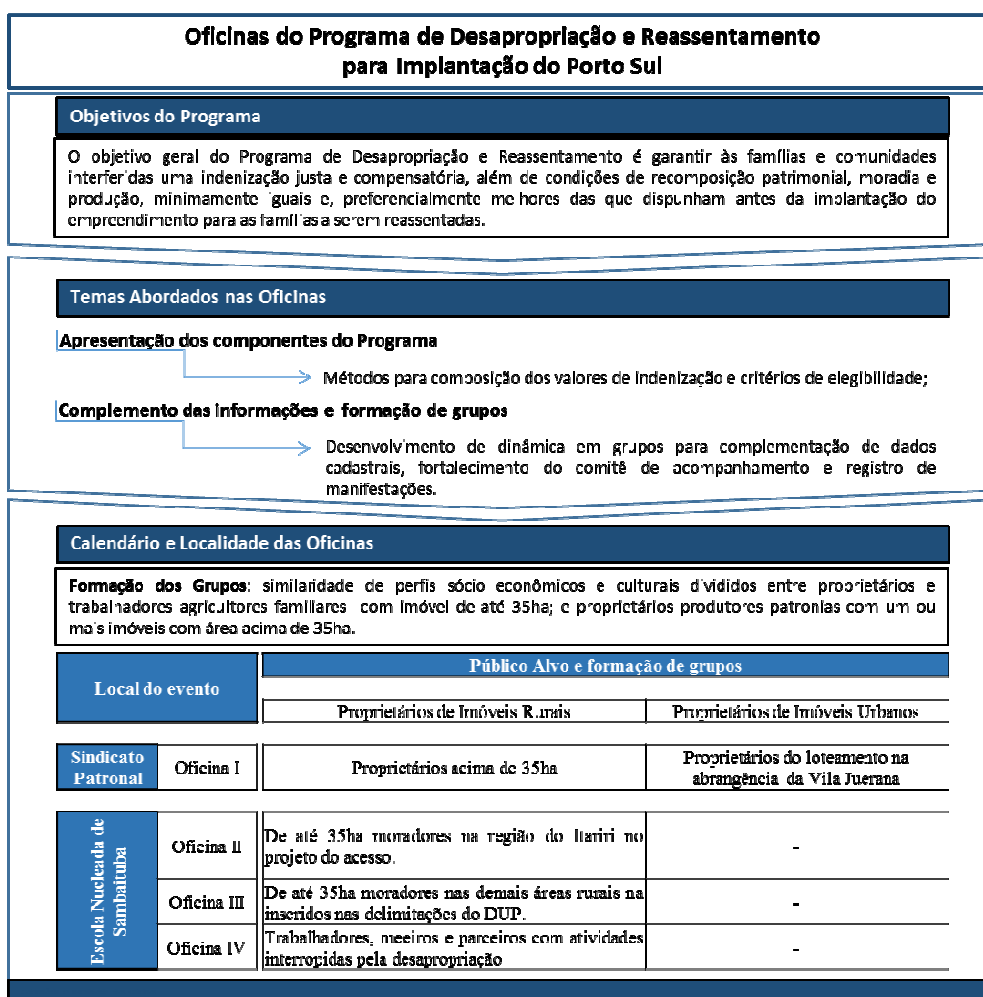 Oficinas do Programa de Desapropriação e Reassentamento
para Implantação do Porto Sul
Objetivos do Programa
O objetivo geral do Programa de Desapropriação e Reassentamento é garantir às famílias e comunidades
interferidas uma indenização justa e compensatória, além de condições de recomposição patrimonial, moradia e
produção, minimamente iguais e, preferencialmente melhores das que dispunham antes da implantação do
empreendimento para as famílias a serem reassentadas.
Temas Abordados nas Oficinas
Apresentação dos componentes do Programa
Métodos para composição dos valores de indenização e critérios de elegibilidade;
Complemento das informações e formação de grupos
Desenvolvimento de dinâmica em grupos para complementação de dados
cadastrais, fortalecimento do comitê de acompanhamento e registro de
manifestações.
Calendário e Localidade das Oficinas
Formação dos Grupos: similaridade de perfis sócio econômicos e culturais divididos entre proprietários e
trabalhadores agricultores familiares com imóvel de até 35ha; e proprietários produtores patronias com um ou
mais imóveis com área acima de 35ha.
Local do evento
Público Alvo e formação de grupos
Proprietários de Imóveis Rurais
Proprietários de Imóveis Urbanos
Sindicato
Patronal
Oficina I
Proprietários acima de 35ha
Proprietários do loteamento na
abrangência da Vila Juerana
Escola Nucleada de
Sambaituba
Oficina II
De até 35ha moradores na região do Itariri no
projeto do acesso.
-
Oficina III
De até 35ha moradores nas demais áreas rurais na
inseridos nas delimitações do DUP.
-
Oficina IV
Trabalhadores, meeiros e parceiros com atividades
interropidas pela desapropriação
-